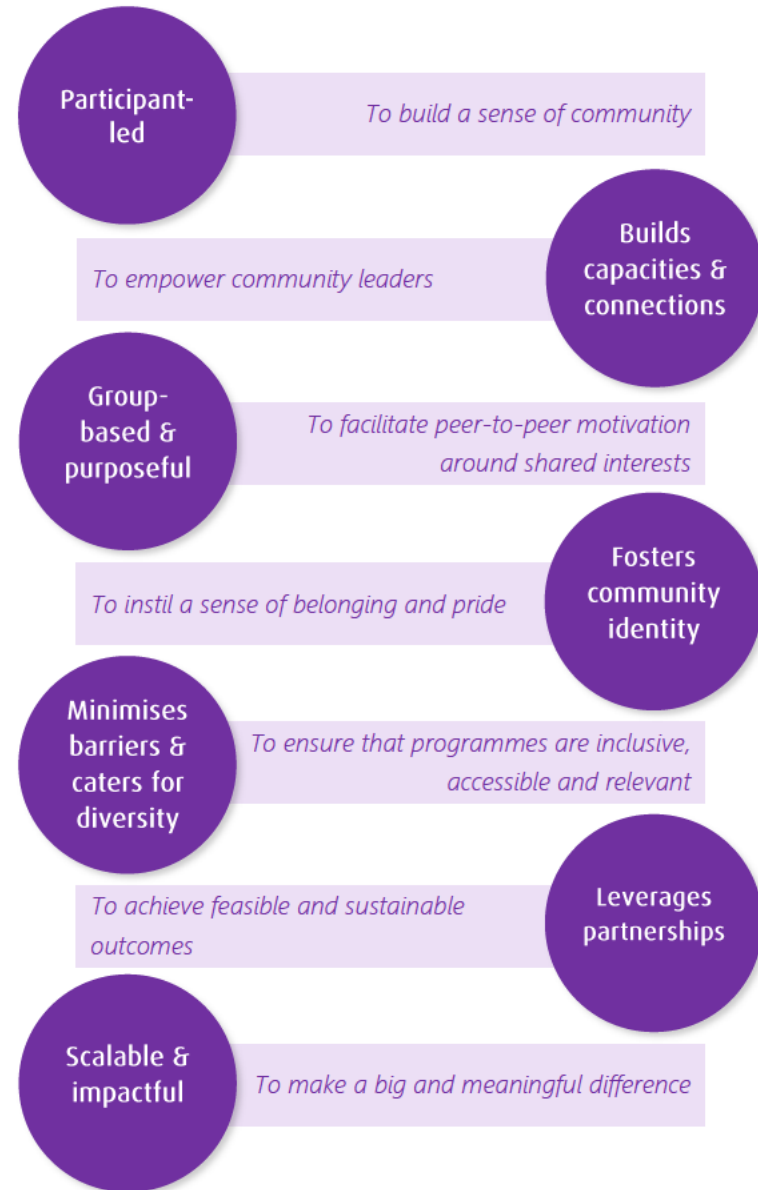 Participant-
led
To build a sense of community
Builds
capacities &
connections
To empower community leaders
Group-
based &
purposeful
To facilitate peer-to-peer motivation
around shared interests
Fosters
community
identity
To instil a sense of belonging and pride
Minimises
barriers &
caters for
diversity
To ensure that programmes are inclusive,
accessible and relevant
Leverages
partnerships
To achieve feasible and sustainable
outcomes
Scalable &
impactful
To make a big and meaningful difference